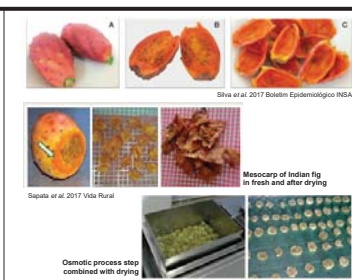 A
B
C
Silva et al. 2017 Boletim Epidemiológico INSA
Mesocarp of Indian fig
in fresh and after drying
Sapata et al. 2017 Vida Rural
Osmotic process step
combined with drying